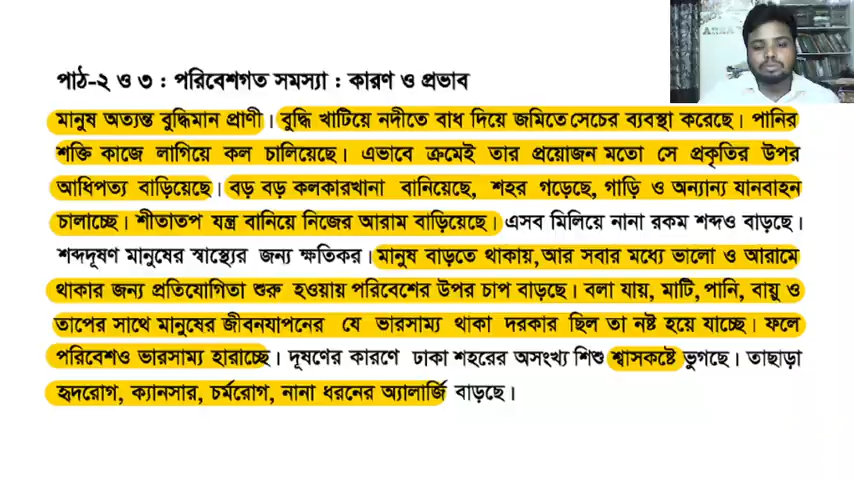 পাঠ-২ ও ৩ : পরিবেশগত সমস্যা : কারণ ও প্রভাব
মানুষ অত্যন্ত বুদ্ধিমান প্রাণী। বুদ্ধি খাটিয়ে নদীতে বাধ দিয়ে জমিতে সেচের ব্যবস্থা করেছে। পানির
শক্তি কাজে লাগিয়ে কল চালিয়েছে। এভাবে ক্রমেই তার প্রয়োজন মতো সে প্রকৃতির উপর
আধিপত্য বাড়িয়েছে। বড় বড় কলকারখানা বানিয়েছে, শহর গড়েছে, গাড়ি ও অন্যান্য যানবাহন
চালাচ্ছে। শীতাতপ যন্ত্র বানিয়ে নিজের আরাম বাড়িয়েছে। এসব মিলিয়ে নানা রকম শব্দও বাড়ছে।
শব্দদূষণ মানুষের স্বাস্থ্যের জন্য ক্ষতিকর। মানুষ বাড়তে থাকায়,আর সবার মধ্যে ভালো ও আরামে
থাকার জন্য প্রতিযোগিতা শুরু হওয়ায় পরিবেশের উপর চাপ বাড়ছে। বলা যায়, মাটি, পানি, বায়ু ও
তাপের সাথে মানুষের জীবনযাপনের যে ভারসাম্য থাকা দরকার ছিল তা নষ্ট হয়ে যাচ্ছে। ফলে
পরিবেশও ভারসাম্য হারাচ্ছে। দূষণের কারণে ঢাকা শহরের অসংখ্য শিশু শ্বাসকষ্টে ভুগছে। তাছাড়া
হৃদরোগ, ক্যানসার, চর্মরোগ, নানা ধরনের অ্যালার্জি বাড়ছে।